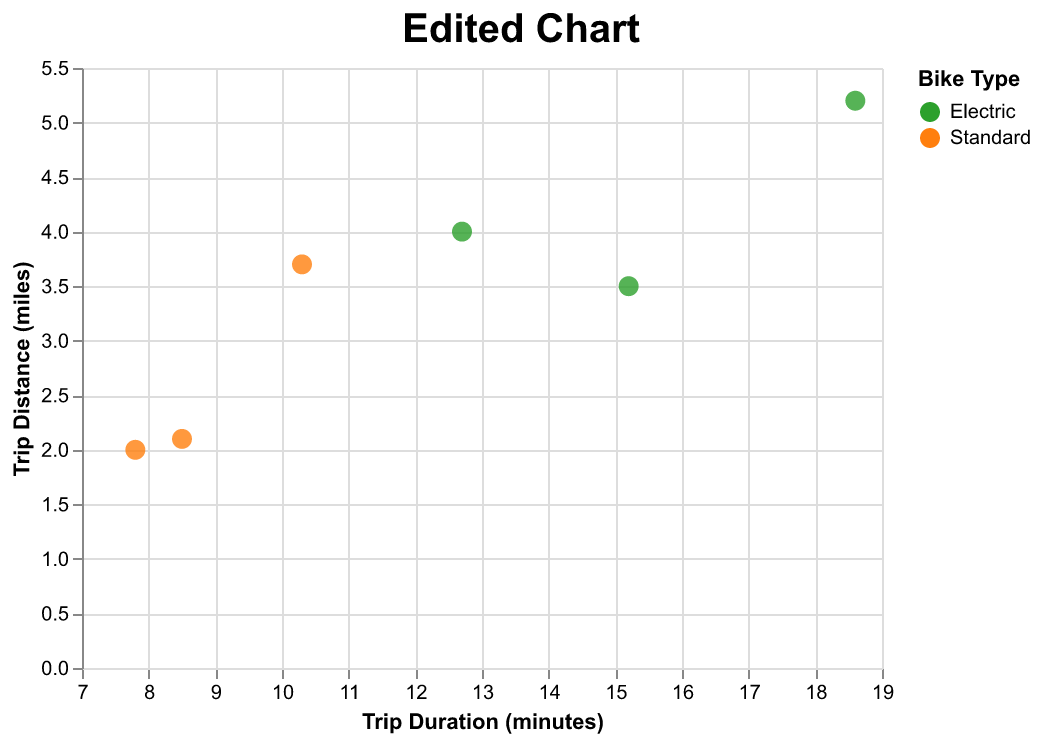 Edited Chart
5.5
5.0
4.5
4.0
3.5
3.0
2.5
2.0
1.5
1.0
0.5
0.0
Trip Distance (miles)
7 8 9 10 11 12 13 14 15 16 17 18 19
Trip Duration (minutes)
Bike Type
Electric
Standard